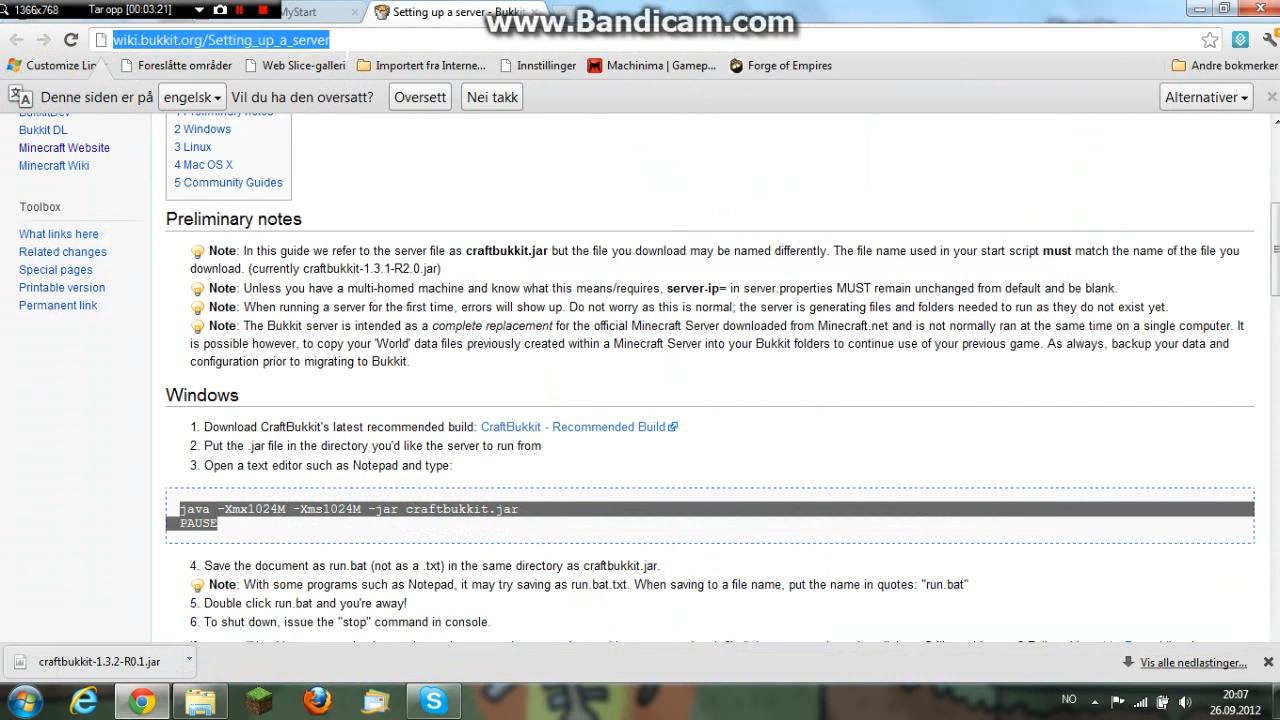 1366x768 Tar opp [00:03:21]
MyStart
Setting up a server - Bukkit
www.Bandicam.com
wiki.bukkit.org/Setting_up_a_server
Customize Lin
Foreslåtte områder
Web Slice-galleri
Importert fra Interne...
Innstillinger
Machinima | Gamep...
Forge of Empires
Andre bokmerker
Denne siden er på engelsk Vil du ha den oversatt? Oversett Nei takk Alternativer
BukkitDev
Bukkit DL
Minecraft Website
Minecraft Wiki
Toolbox
What links here
Related changes
Special pages
Printable version
Permanent link
1 Preliminary notes
2 Windows
3 Linux
4 Mac OS X
5 Community Guides
Preliminary notes
Note: In this guide we refer to the server file as craftbukkit.jar but the file you download may be named differently. The file name used in your start script must match the name of the file you
download. (currently craftbukkit-1.3.1-R2.0.jar)
Note: Unless you have a multi-homed machine and know what this means/requires, server-ip= in server.properties MUST remain unchanged from default and be blank.
Note: When running a server for the first time, errors will show up. Do not worry as this is normal; the server is generating files and folders needed to run as they do not exist yet.
Note: The Bukkit server is intended as a complete replacement for the official Minecraft Server downloaded from Minecraft.net and is not normally ran at the same time on a single computer. It
is possible however, to copy your 'World' data files previously created within a Minecraft Server into your Bukkit folders to continue use of your previous game. As always, backup your data and
configuration prior to migrating to Bukkit.
Windows
1. Download CraftBukkit's latest recommended build: CraftBukkit - Recommended Build
2. Put the .jar file in the directory you'd like the server to run from
3. Open a text editor such as Notepad and type:
java -Xmx1024M -Xms1024M -jar craftbukkit.jar
PAUSE
4. Save the document as run.bat (not as a .txt) in the same directory as craftbukkit.jar.
Note: With some programs such as Notepad, it may try saving as run.bat.txt. When saving to a file name, put the name in quotes: "run.bat"
5. Double click run.bat and you're away!
6. To shut down, issue the "stop" command in console.
craftbukkit-1.3.2-R0.1.jar
Vis alle nedlastinger...
NO
20:07
26.09.2012